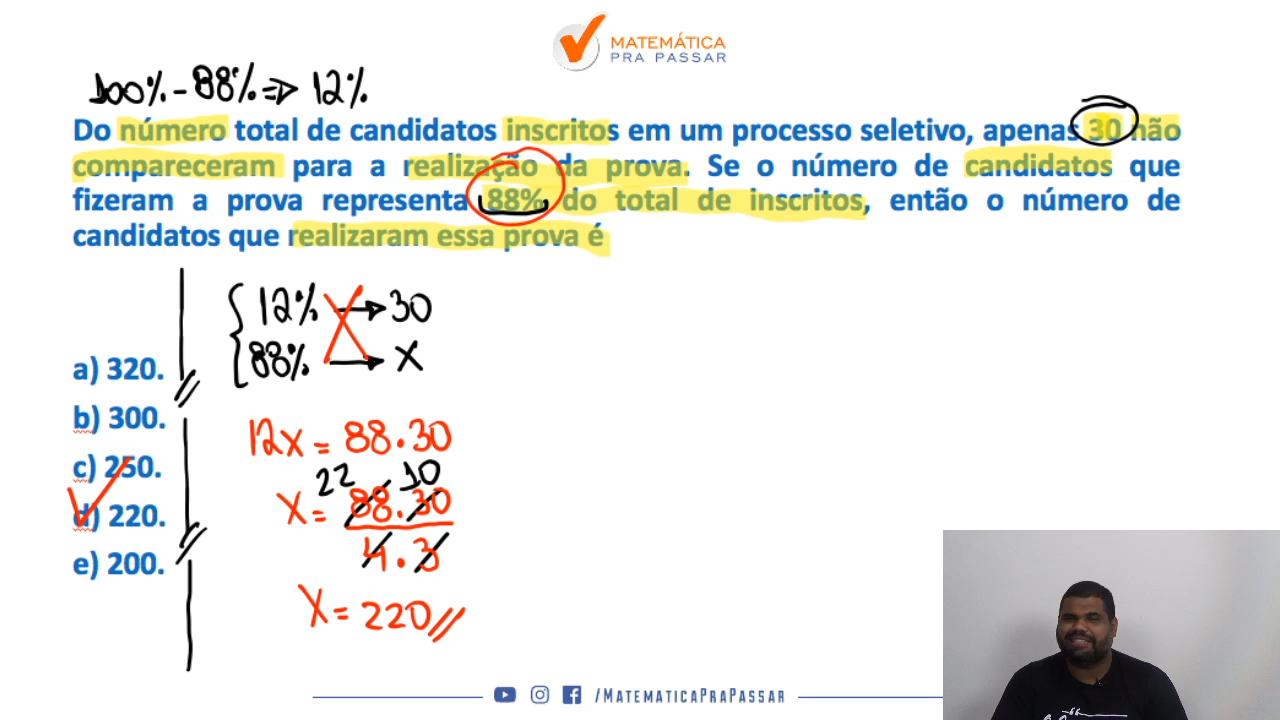 MATEMÁTICA
PRA PASSAR
100% - 88% => 12%
Do número total de candidatos inscritos em um processo seletivo, apenas 30 não
compareceram para a realização da prova. Se o número de candidatos que
fizeram a prova representa 88% do total de inscritos, então o número de
candidatos que realizaram essa prova é
12% → 30
88% → X
a) 320.
b) 300.
c) 250.
d) 220.
e) 200.
12X = 88.30
22 10
X = 88.30
4.3
X = 220//
/MATEMATICAPRAPASSAR